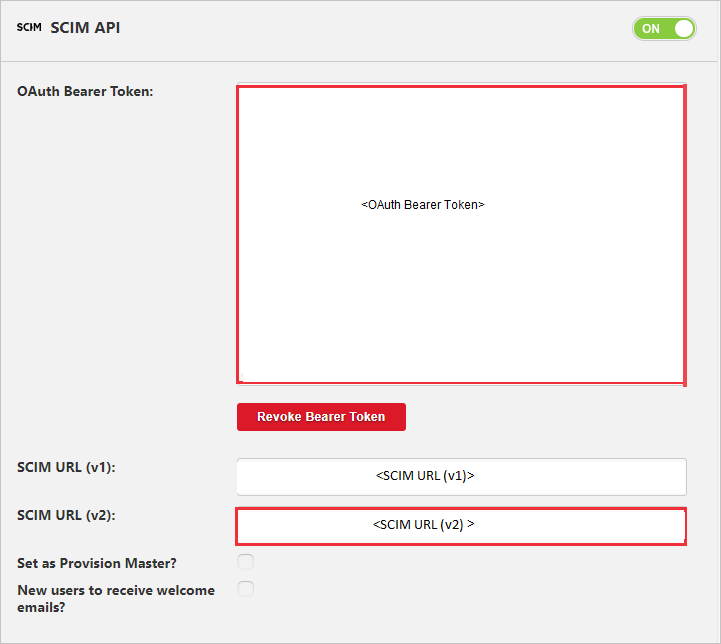 SCIM SCIM API ON
OAuth Bearer Token:
<OAuth Bearer Token>
Revoke Bearer Token
SCIM URL (v1): <SCIM URL (v1)>
SCIM URL (v2): <SCIM URL (v2) >
Set as Provision Master?
New users to receive welcome
emails?